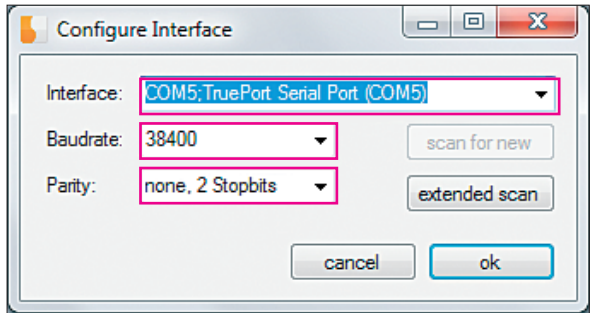 Configure Interface
Interface: COM5;TruePort Serial Port (COM5)
Baudrate: 38400 scan for new
Parity: none, 2 Stopbits extended scan
cancel ok